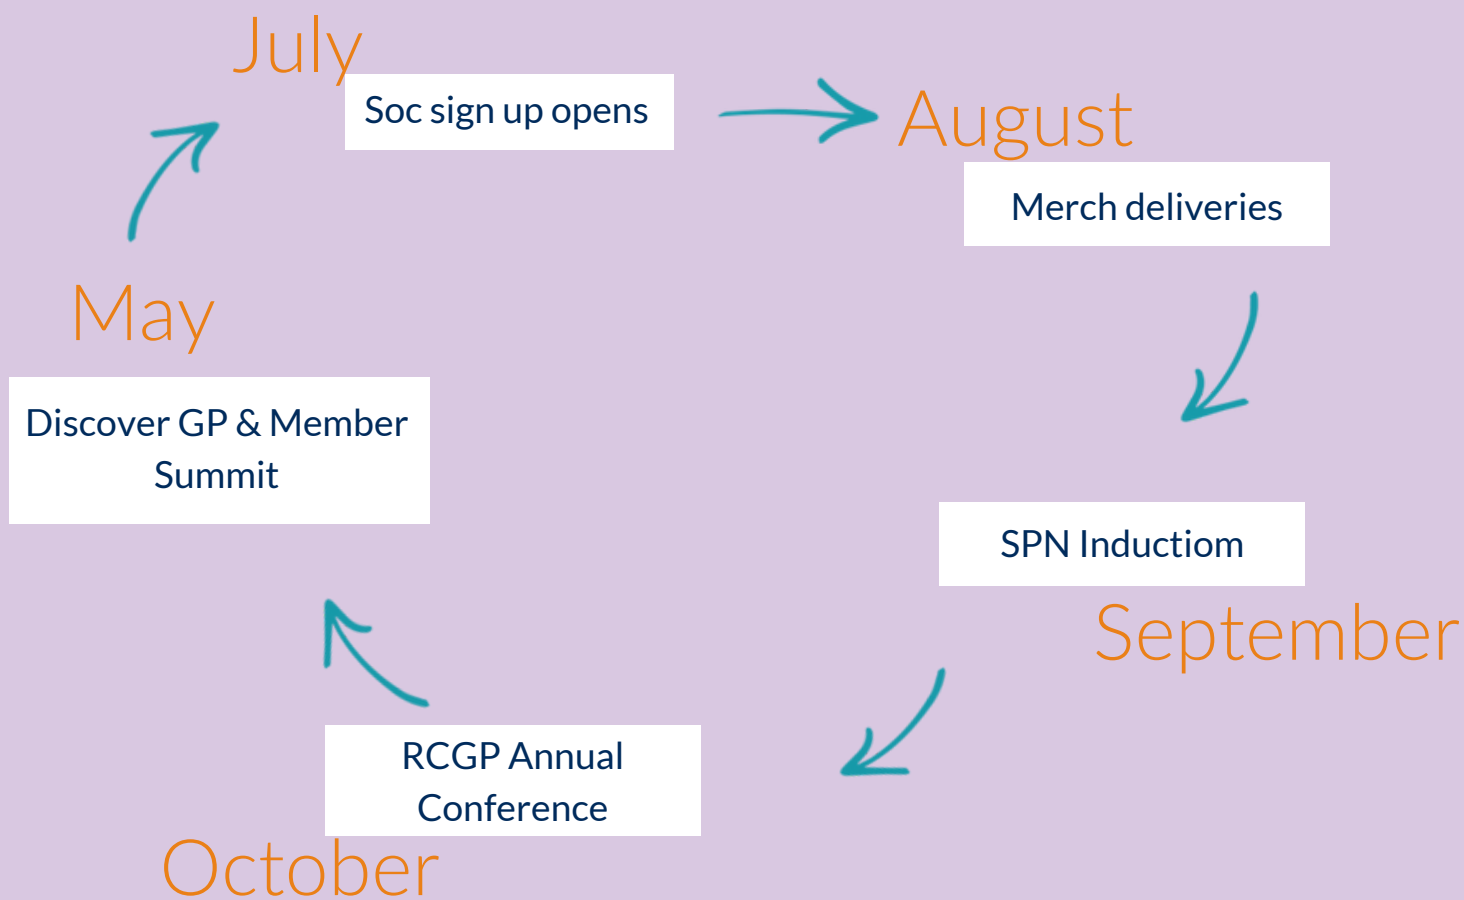 July
Soc sign up opens
August
Merch deliveries
May
Discover GP & Member
Summit
SPN Inductiom
September
RCGP Annual
Conference
October